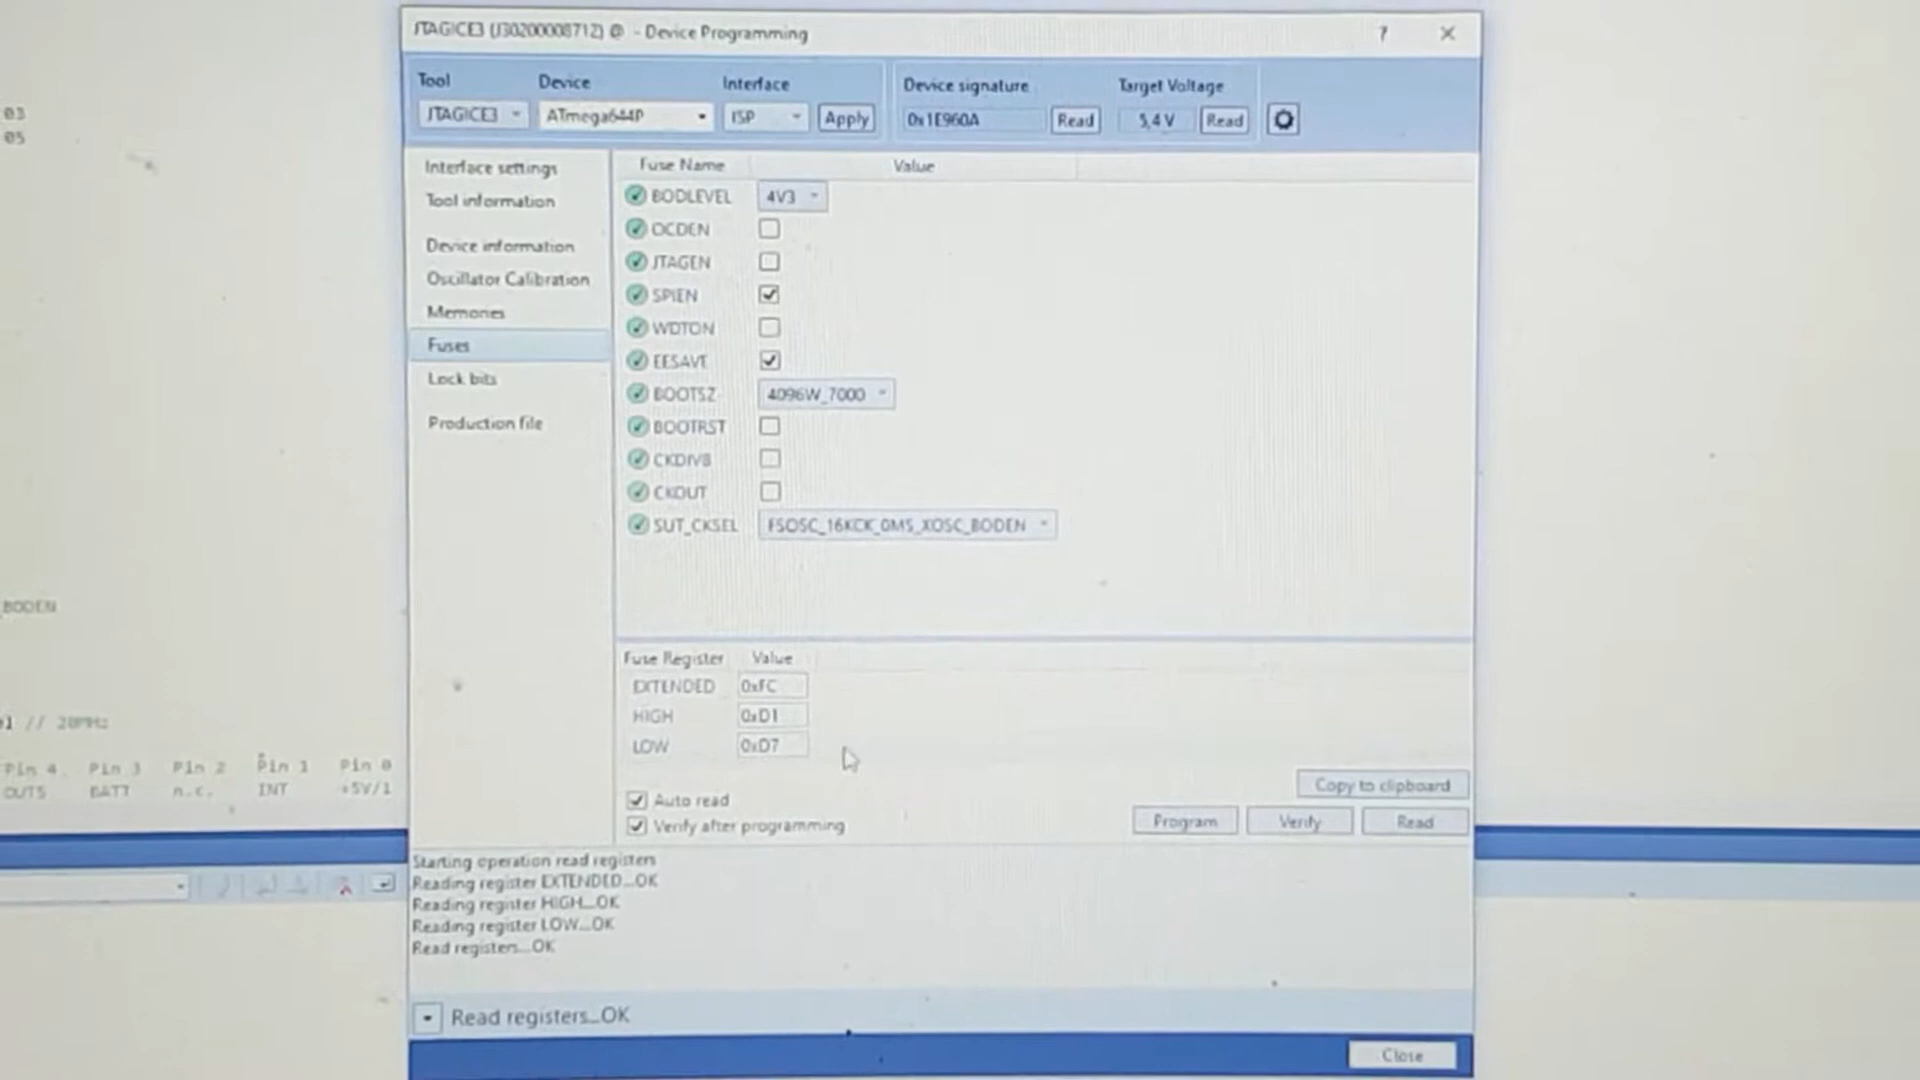 JTAGICE3 (J30200008712) @ - Device Programming ?
Tool Device Interface Device signature Target Voltage
JTAGICE3 ATmega644P ISP Apply 0x1E960A Read 5,4 V Read
Interface settings
Tool information
Device information
Oscillator Calibration
Memories
Fuses
Lock bits
Production file
Fuse Name Value
BODLEVEL 4V3
OCDEN
JTAGEN
SPIEN
WDTON
EESAVE
BOOTSZ 4096W_7000
BOOTRST
CKDIV8
CKOUT
SUT_CKSEL FSOSC_16KCK_0MS_XOSC_BODEN
Fuse Register Value
EXTENDED 0xFC
HIGH 0xD1
LOW 0xD7
Auto read
Verify after programming
Copy to clipboard
Program Verify Read
Starting operation read registers
Reading register EXTENDED...OK
Reading register HIGH...OK
Reading register LOW...OK
Read registers...OK
Read registers...OK
Close
03
05
_BODEN
// 20MHz
Pin 4 Pin 3 Pin 2 Pin 1 Pin 0
OUT5 BATT n.c. INT +5V/1